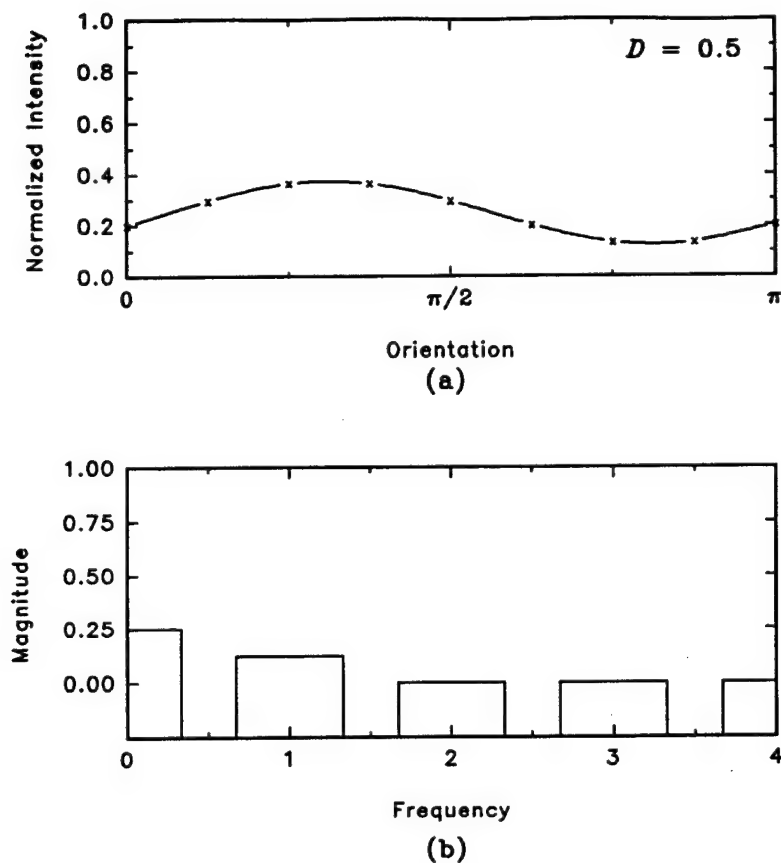 1.0
0.8
0.6
0.4
0.2
0.0
Normalized Intensity
D = 0.5
0
π/2
π
Orientation
(a)
1.00
0.75
0.50
0.25
0.00
Magnitude
0
1
2
3
4
Frequency
(b)